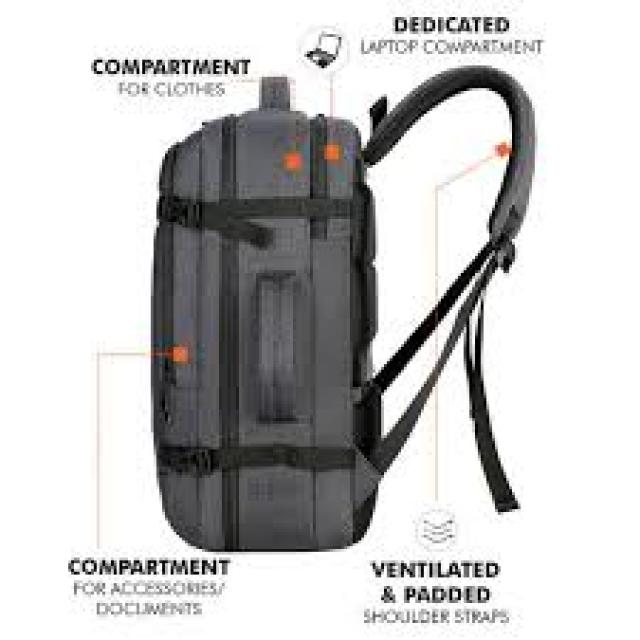 DEDICATED
LAPTOP COMPARTMENT
COMPARTMENT
FOR CLOTHES
COMPARTMENT
FOR ACCESSORIES/
DOCUMENTS
VENTILATED
& PADDED
SHOULDER STRAPS